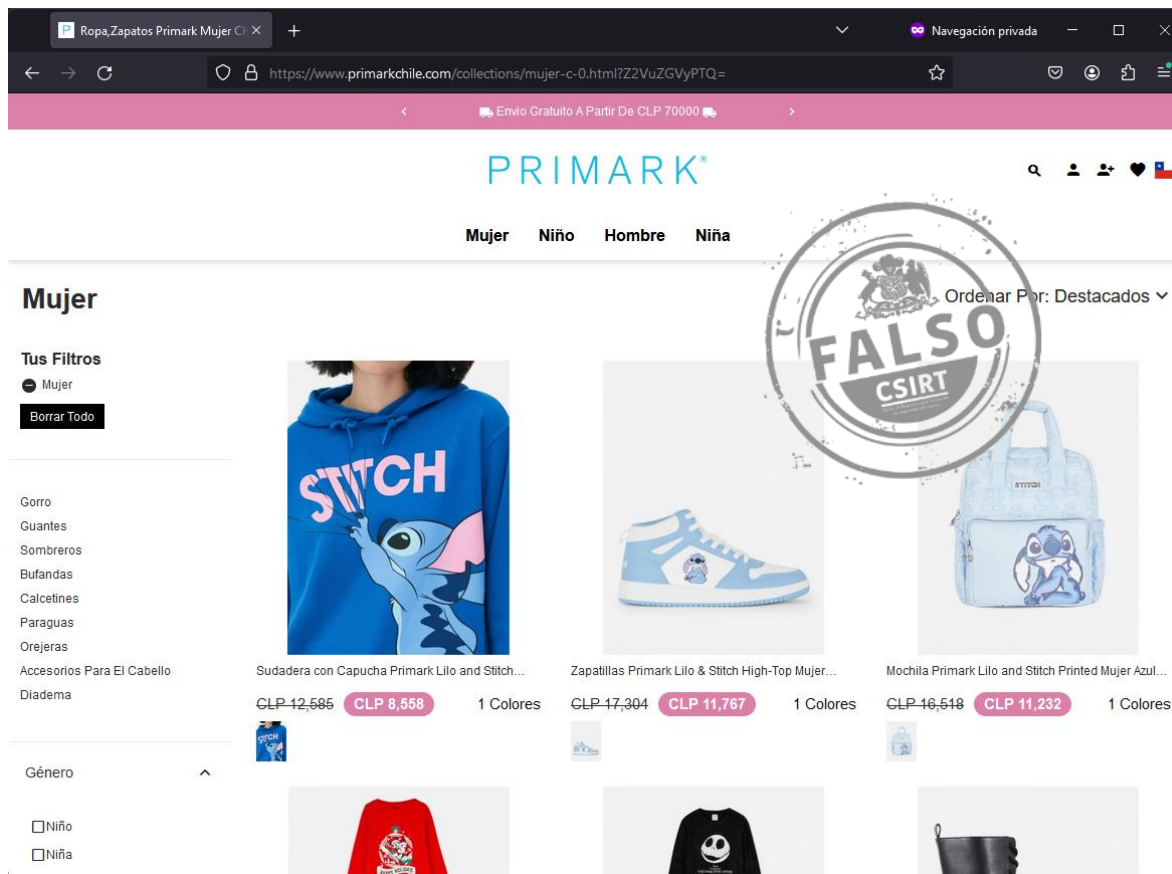 Ropa,Zapatos Primark Mujer Ch
Navegación privada
https://www.primarkchile.com/collections/mujer-c-0.html?Z2VuZGVyPTQ=
Envio Gratuito A Partir De CLP 70000
PRIMARK®
Mujer Niño Hombre Niña
Mujer
Ordenar Por: Destacados
FALSO
CSIRT
Tus Filtros
Mujer
Borrar Todo
Gorro
Guantes
Sombreros
Bufandas
Calcetines
Paraguas
Orejeras
Accesorios Para El Cabello
Diadema
Género
Niño
Niña
STITCH
Sudadera con Capucha Primark Lilo and Stitch...
CLP 12,585 CLP 8,558 1 Colores
Zapatillas Primark Lilo & Stitch High-Top Mujer...
CLP 17,304 CLP 11,767 1 Colores
STITCH
Mochila Primark Lilo and Stitch Printed Mujer Azul...
CLP 16,518 CLP 11,232 1 Colores